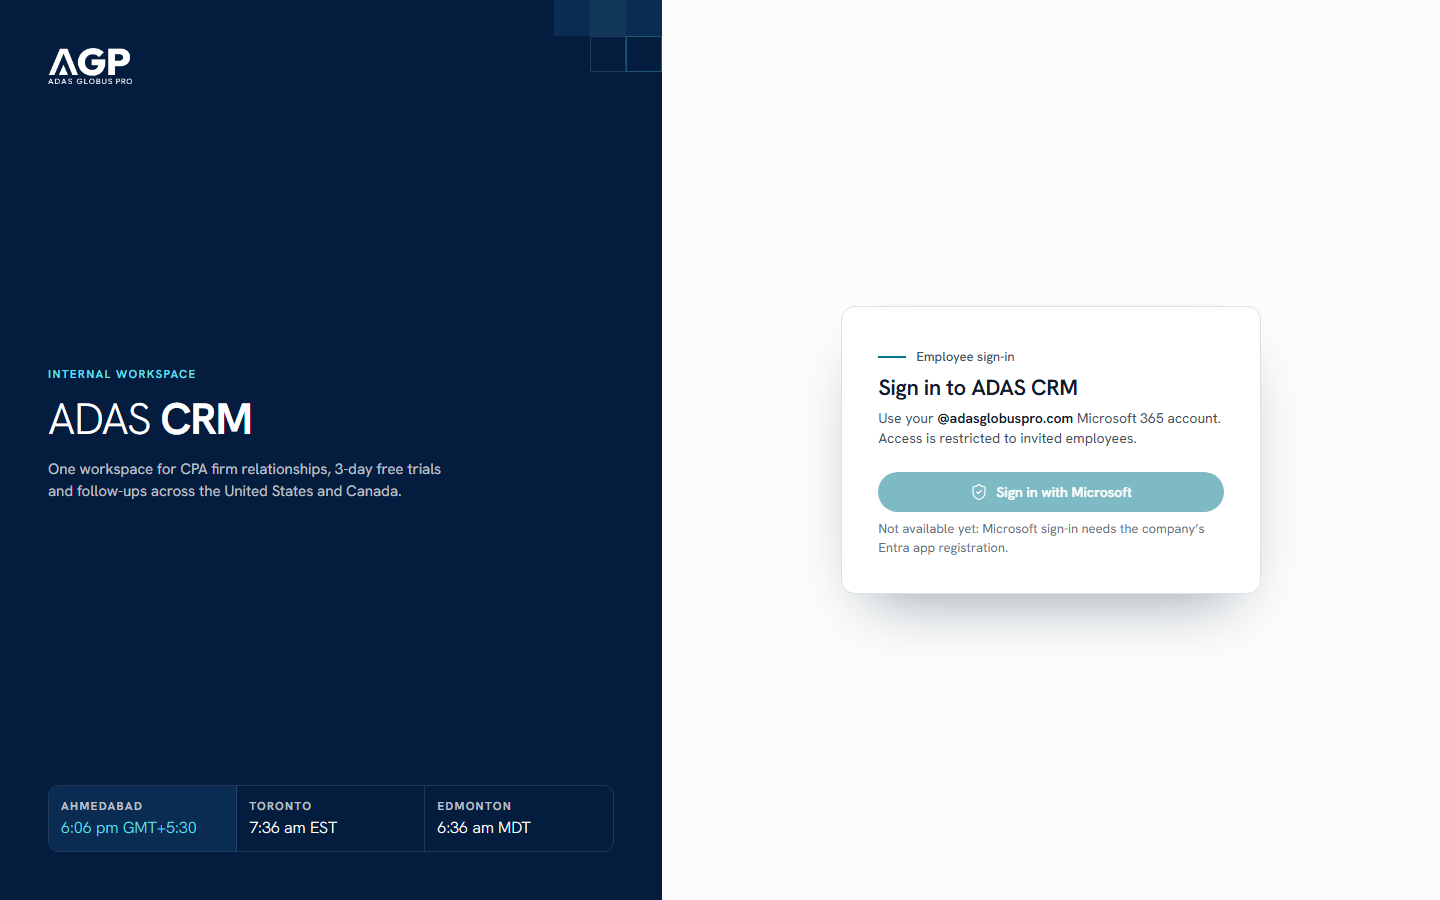 AGP
ADAS GLOBUS PRO
INTERNAL WORKSPACE
ADAS CRM
One workspace for CPA firm relationships, 3-day free trials
and follow-ups across the United States and Canada.
AHMEDABAD
6:06 pm GMT+5:30
TORONTO
7:36 am EST
EDMONTON
6:36 am MDT
Employee sign-in
Sign in to ADAS CRM
Use your @adasglobuspro.com Microsoft 365 account.
Access is restricted to invited employees.
Sign in with Microsoft
Not available yet: Microsoft sign-in needs the company’s
Entra app registration.